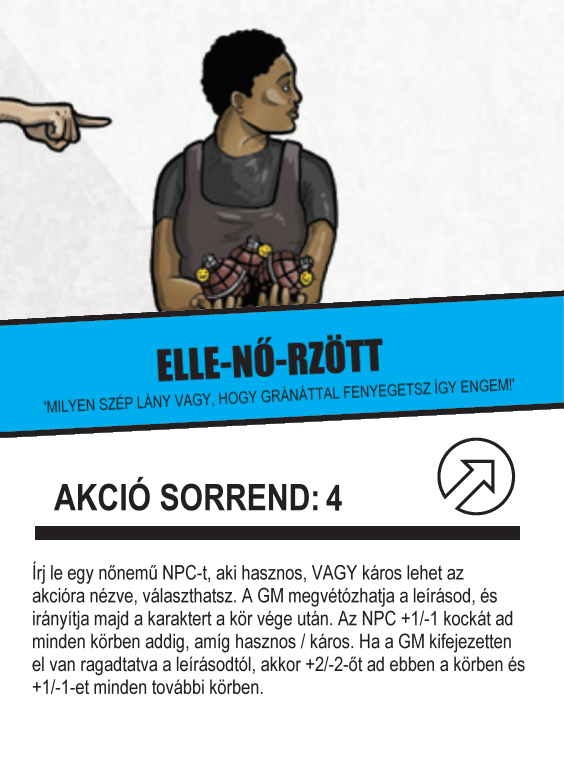 ELLE-NŐ-RZÖTT
'MILYEN SZÉP LÁNY VAGY, HOGY GRÁNÁTTAL FENYEGETSZ ÍGY ENGEM!'
AKCIÓ SORREND: 4
Írj le egy nőnemű NPC-t, aki hasznos, VAGY káros lehet az
akcióra nézve, választhatsz. A GM megvétózhatja a leírásod, és
irányítja majd a karaktert a kör vége után. Az NPC +1/-1 kockát ad
minden körben addig, amíg hasznos / káros. Ha a GM kifejezetten
el van ragadtatva a leírásodtól, akkor +2/-2-őt ad ebben a körben és
+1/-1-et minden további körben.